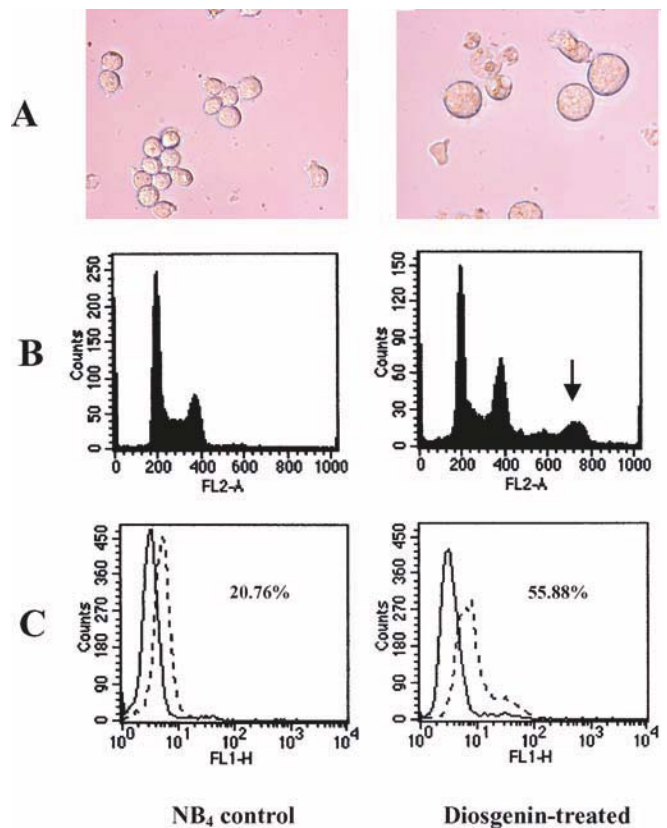 A
B
Counts
250
200
150
100
50
0
0 200 400 600 800 1000
FL2-A
Counts
150
120
90
60
30
0
0 200 400 600 800 1000
FL2-A
C
Counts
450
360
270
180
90
0
20.76%
10^0 10^1 10^2 10^3 10^4
FL1-H
Counts
450
360
270
180
90
0
55.88%
10^0 10^1 10^2 10^3 10^4
FL1-H
NB₄ control
Diosgenin-treated